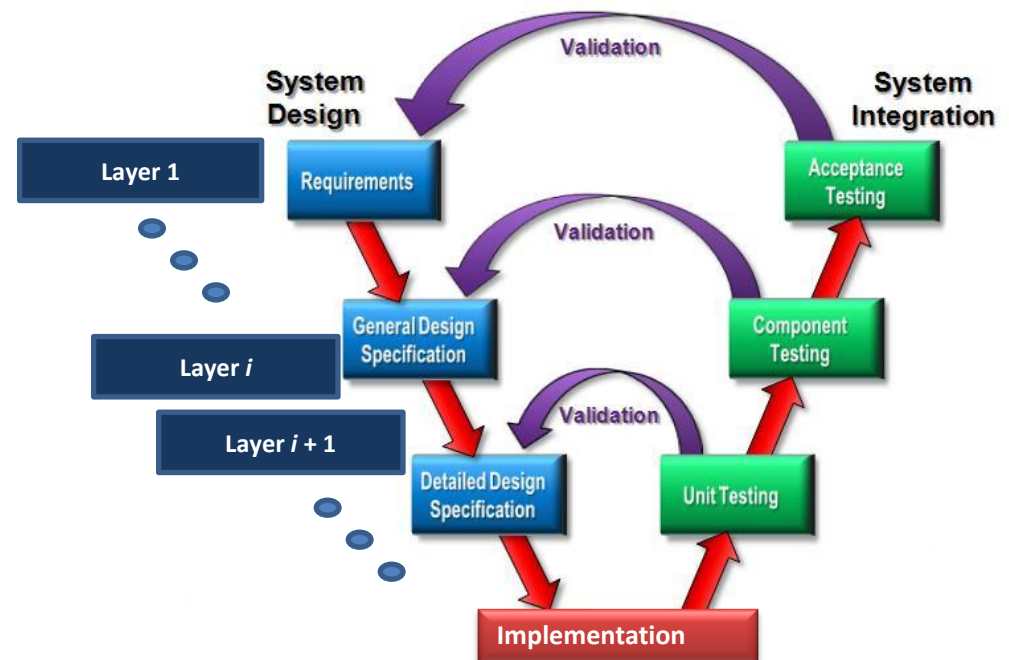 Validation
System
Design
System
Integration
Layer 1
Requirements
Acceptance
Testing
Validation
General Design
Specification
Component
Testing
Layer i
Validation
Layer i + 1
Detailed Design
Specification
Unit Testing
Implementation